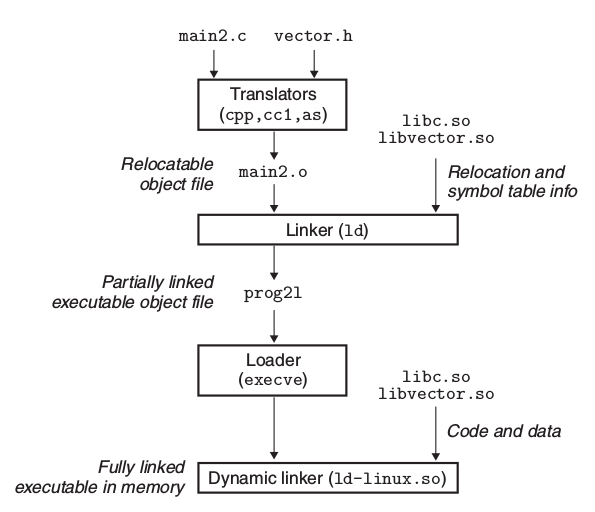 main2.c vector.h
Translators
(cpp,cc1,as)
libc.so
libvector.so
Relocatable
object file
main2.o
Relocation and
symbol table info
Linker (ld)
Partially linked
executable object file
prog2l
Loader
(execve)
libc.so
libvector.so
Code and data
Fully linked
executable in memory
Dynamic linker (ld-linux.so)